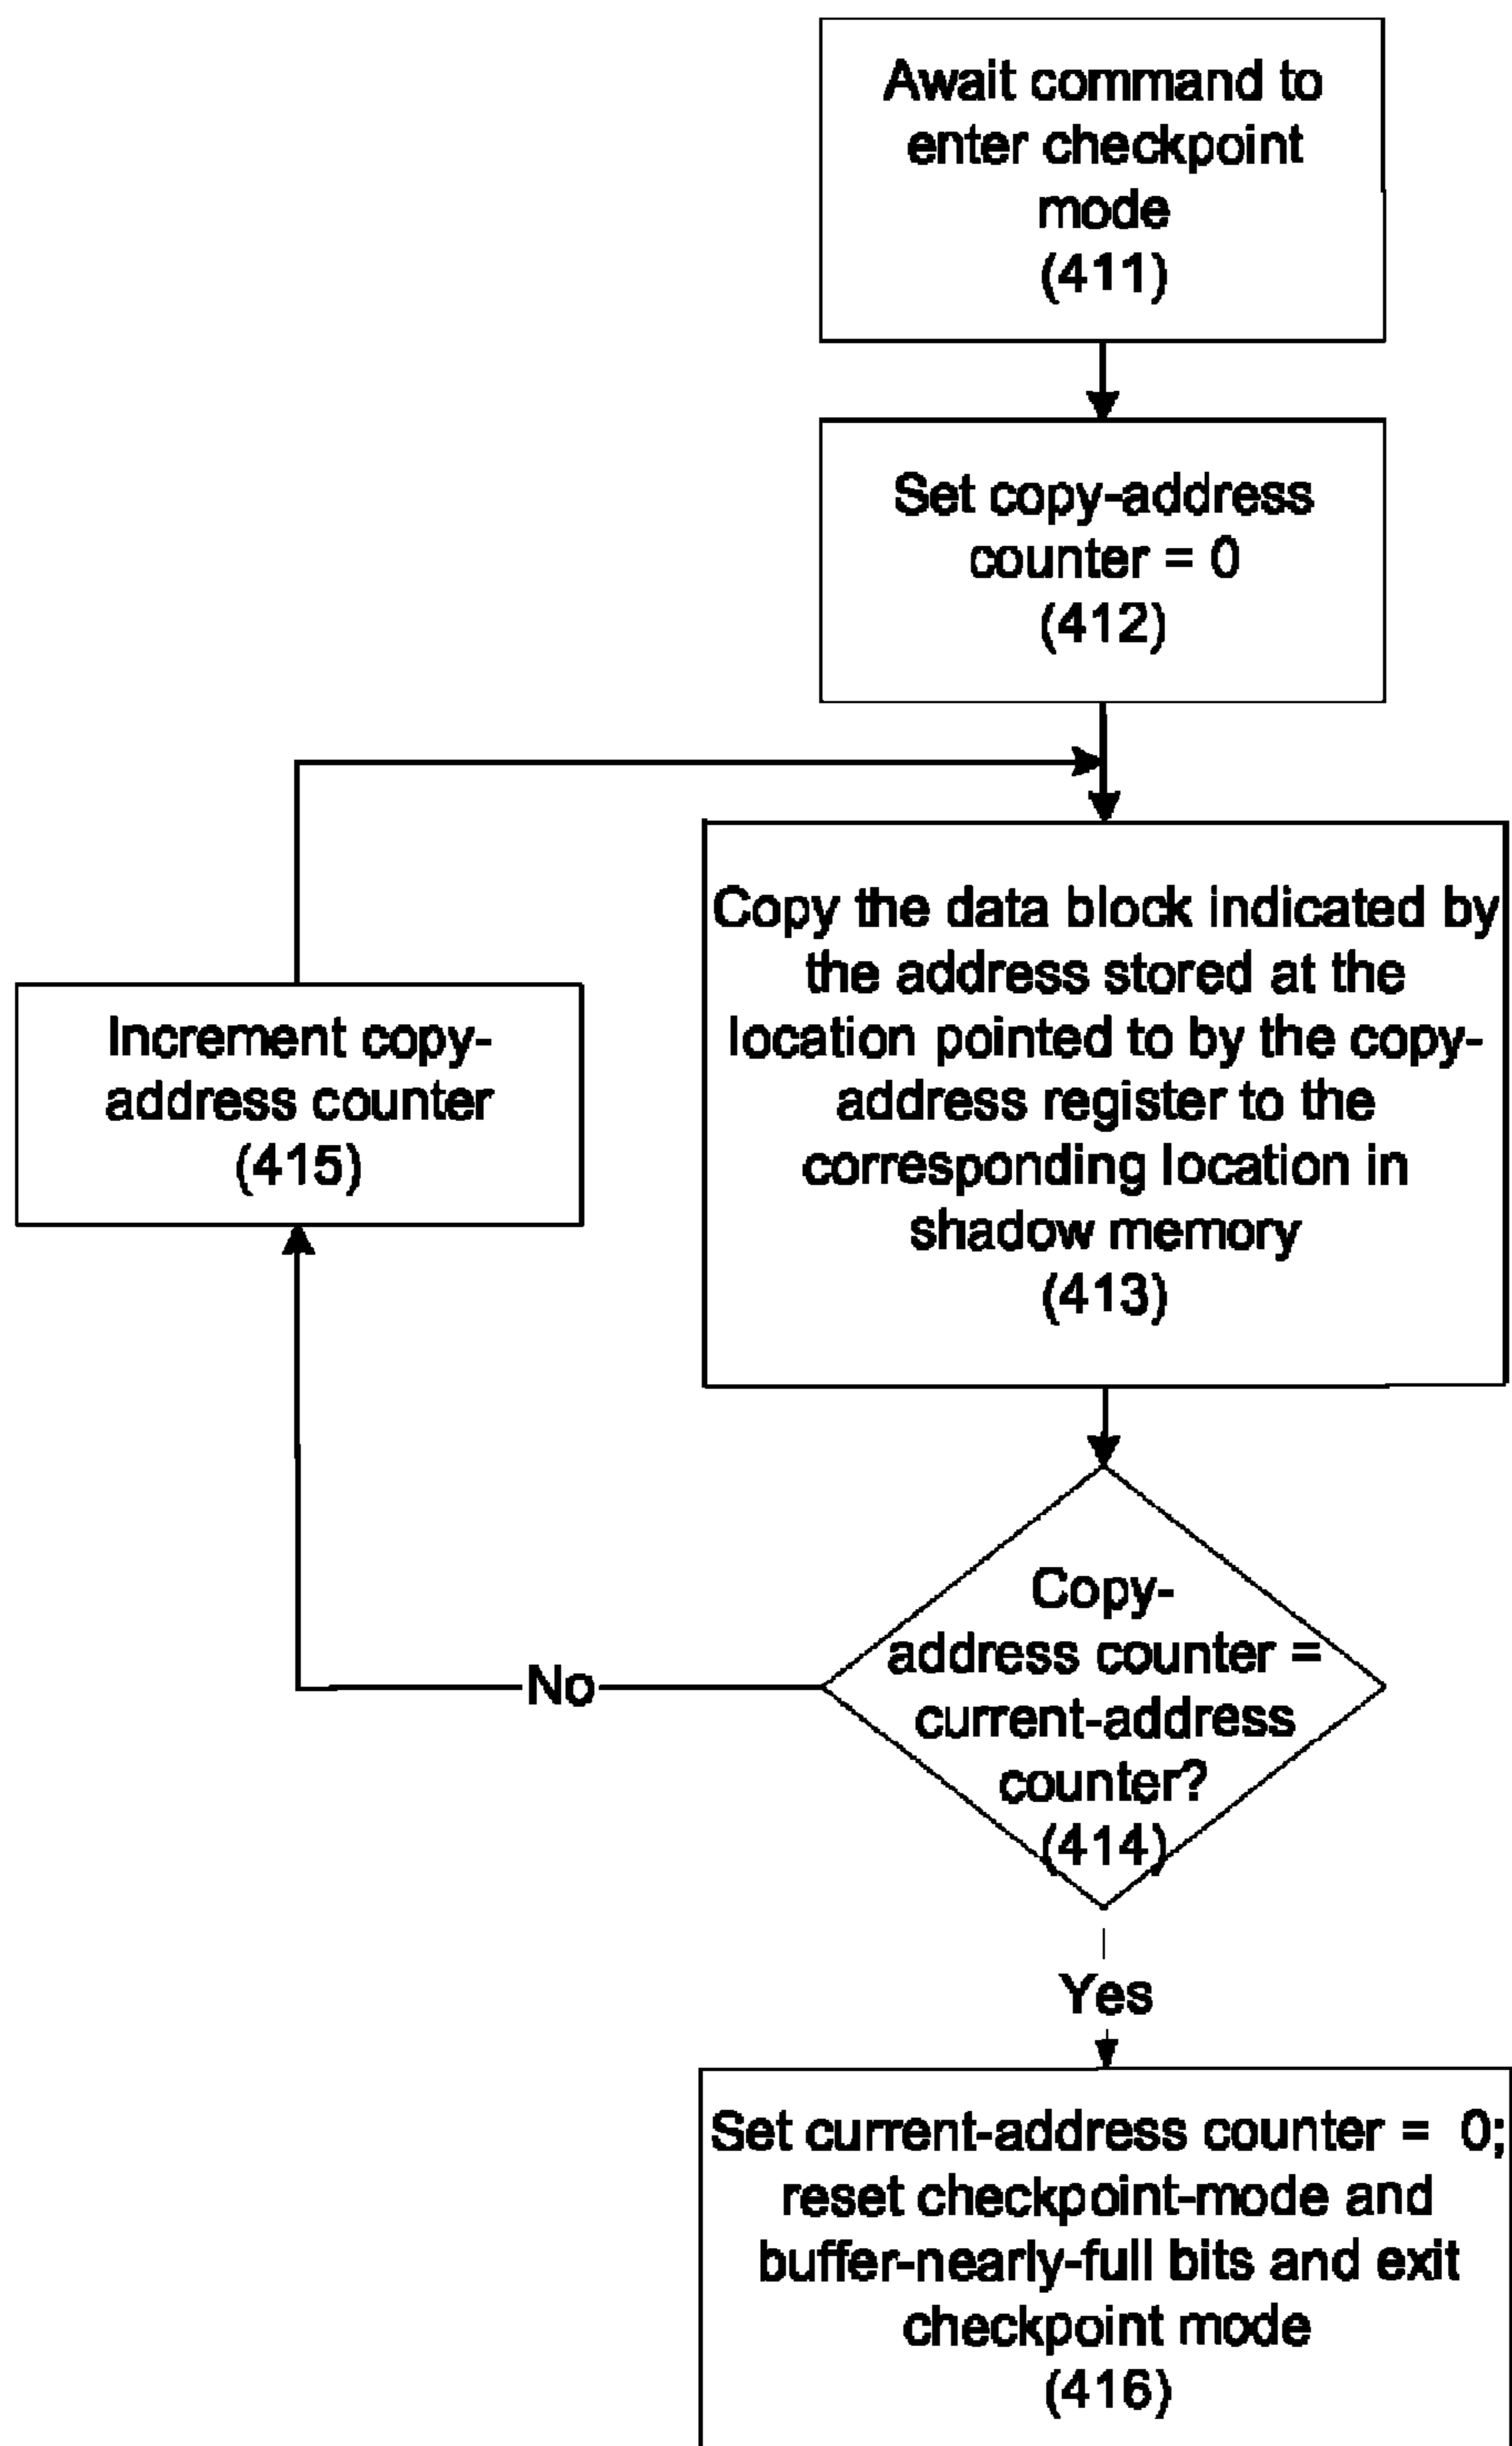 Await command to
enter checkpoint
mode
(411)
Set copy-address
counter = 0
(412)
Copy the data block indicated by
the address stored at the
location pointed to by the copy-
address register to the
corresponding location in
shadow memory
(413)
Increment copy-
address counter
(415)
Copy-
address counter =
current-address
counter?
(414)
No
Yes
Set current-address counter = 0;
reset checkpoint-mode and
buffer-nearly-full bits and exit
checkpoint mode
(416)